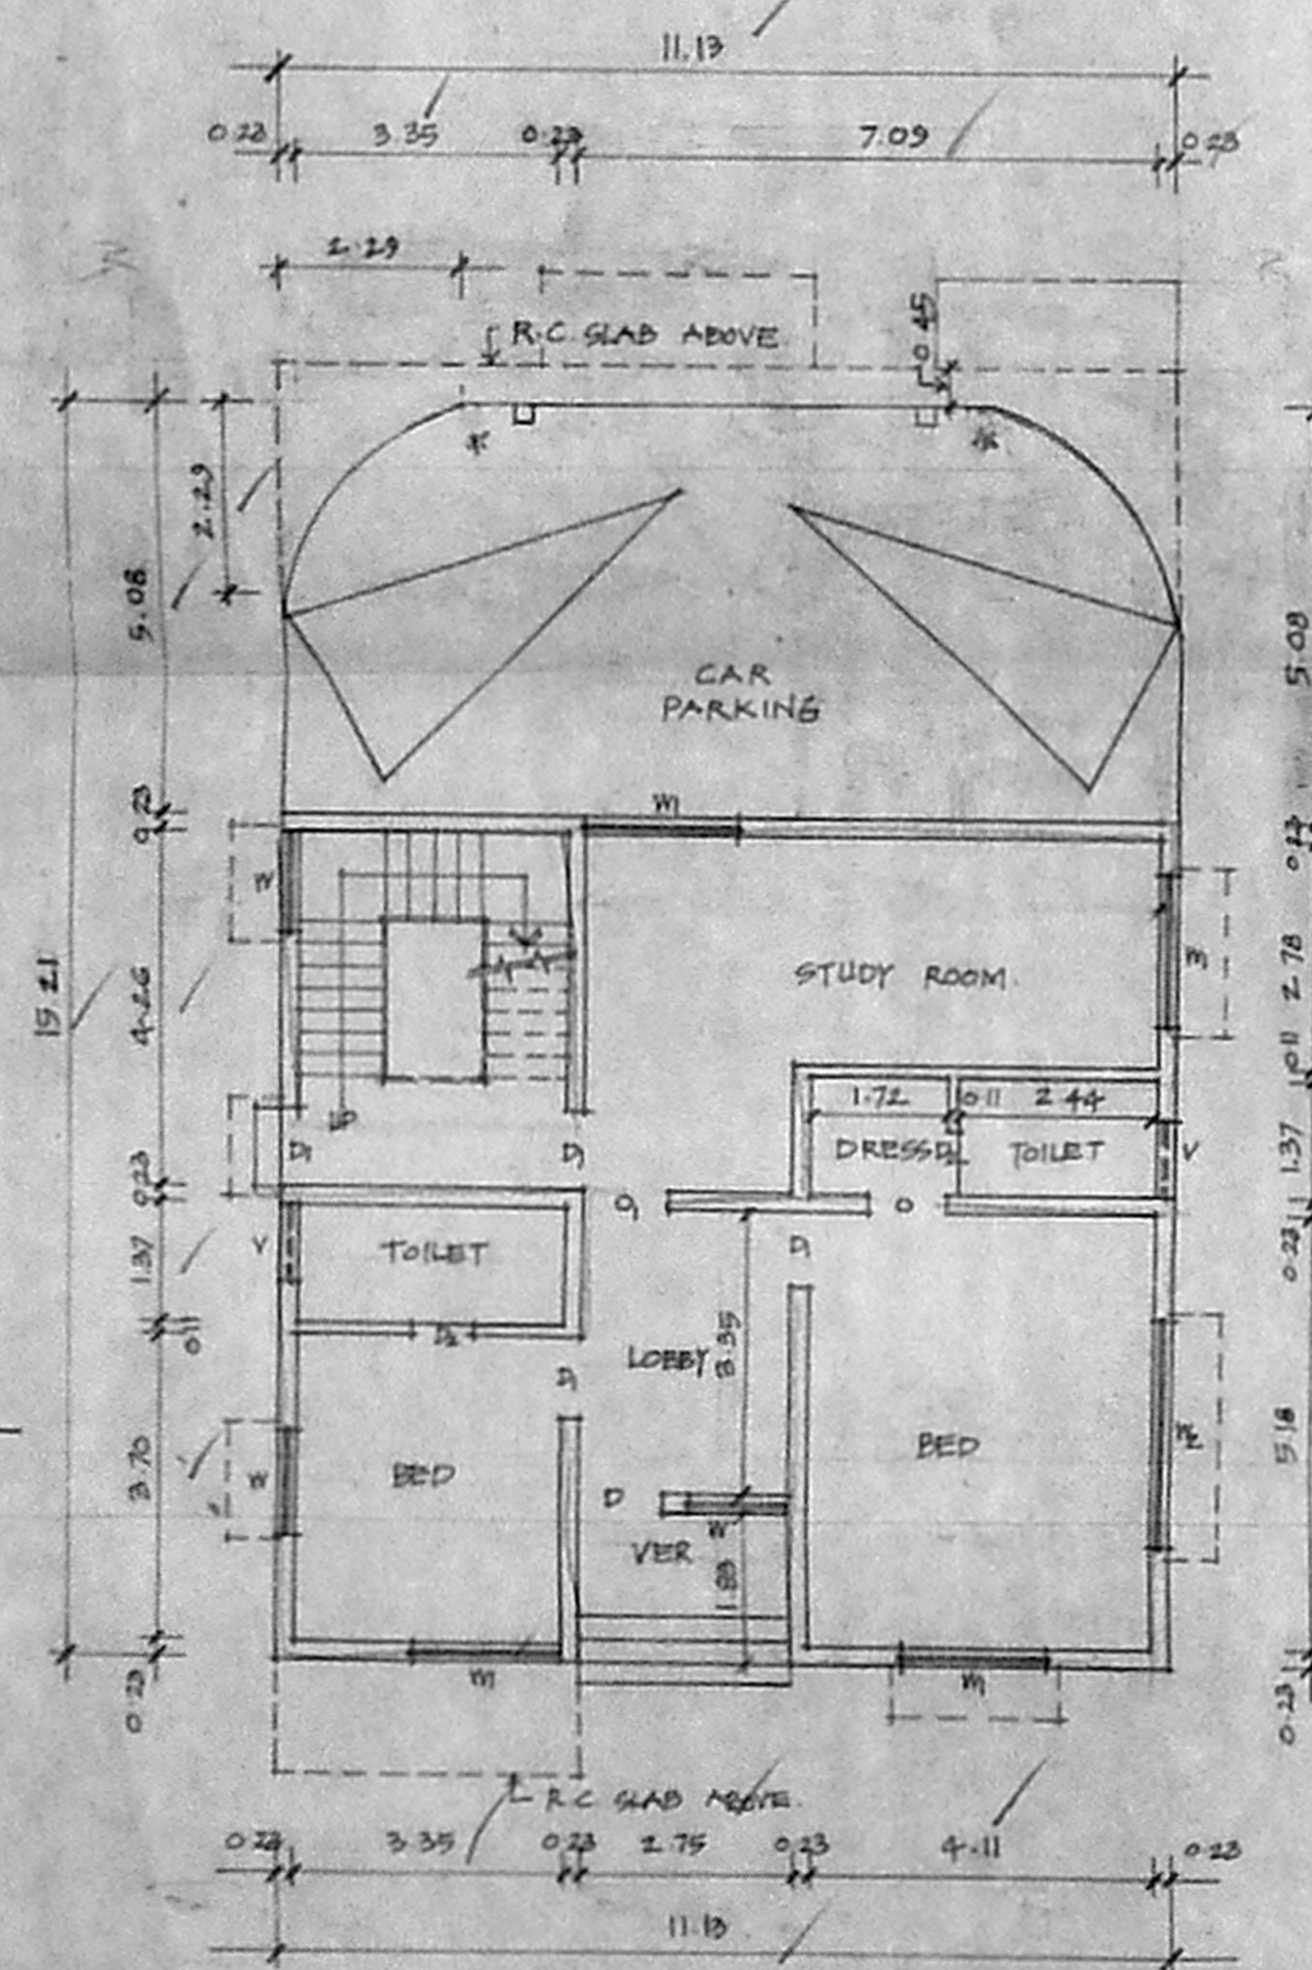 11.13
0.23 3.35 0.23 7.09 0.23
2.29
R.C. SLAB ABOVE
0.45
2.29
5.08
5.08
CAR
PARKING
0.23
W1
W
STUDY ROOM
2.78
15.21
4.26
0.11
1.72 0.11 2.44
UP
D1
D1
DRESS
D2
TOILET
V
1.37
0.23
D1
O
D1
V
TOILET
1.37
0.23
D2
0.11
LOBBY
3.35
D1
BED
BED
W
3.70
5.18
D
W
VER
1.83
W2
W1
W1
0.23
0.23
R.C SLAB ABOVE.
0.23 3.35 0.23 2.75 0.23 4.11 0.23
11.13